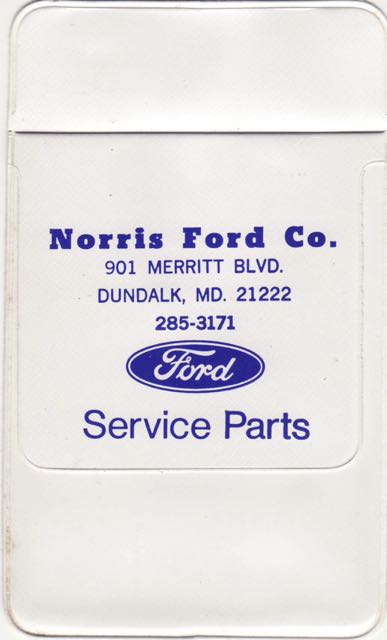 Norris Ford Co.
901 MERRITT BLVD.
DUNDALK, MD. 21222
285-3171
Ford
Service Parts